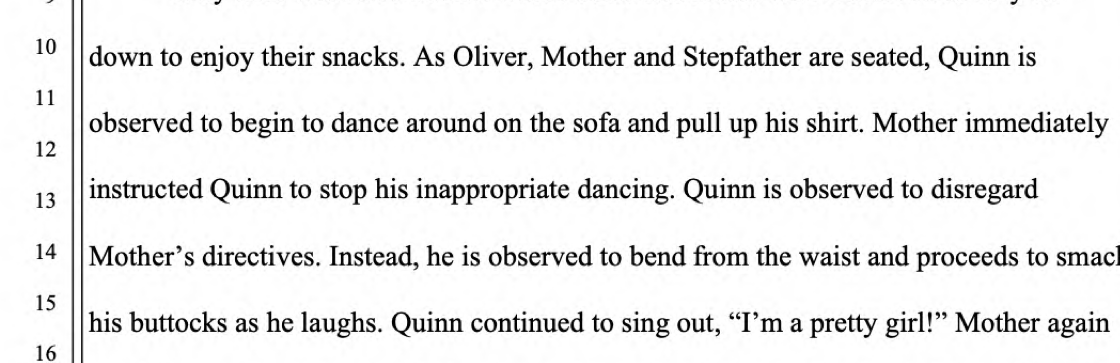 10
down to enjoy their snacks. As Oliver, Mother and Stepfather are seated, Quinn is
11
observed to begin to dance around on the sofa and pull up his shirt. Mother immediately
12
instructed Quinn to stop his inappropriate dancing. Quinn is observed to disregard
13
14
Mother’s directives. Instead, he is observed to bend from the waist and proceeds to
15
his buttocks as he laughs. Quinn continued to sing out, “I’m a pretty girl!” Mother again
16